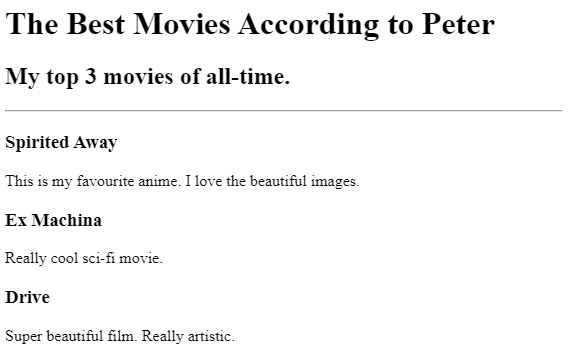 The Best Movies According to Peter
My top 3 movies of all-time.
Spirited Away
This is my favourite anime. I love the beautiful images.
Ex Machina
Really cool sci-fi movie.
Drive
Super beautiful film. Really artistic.